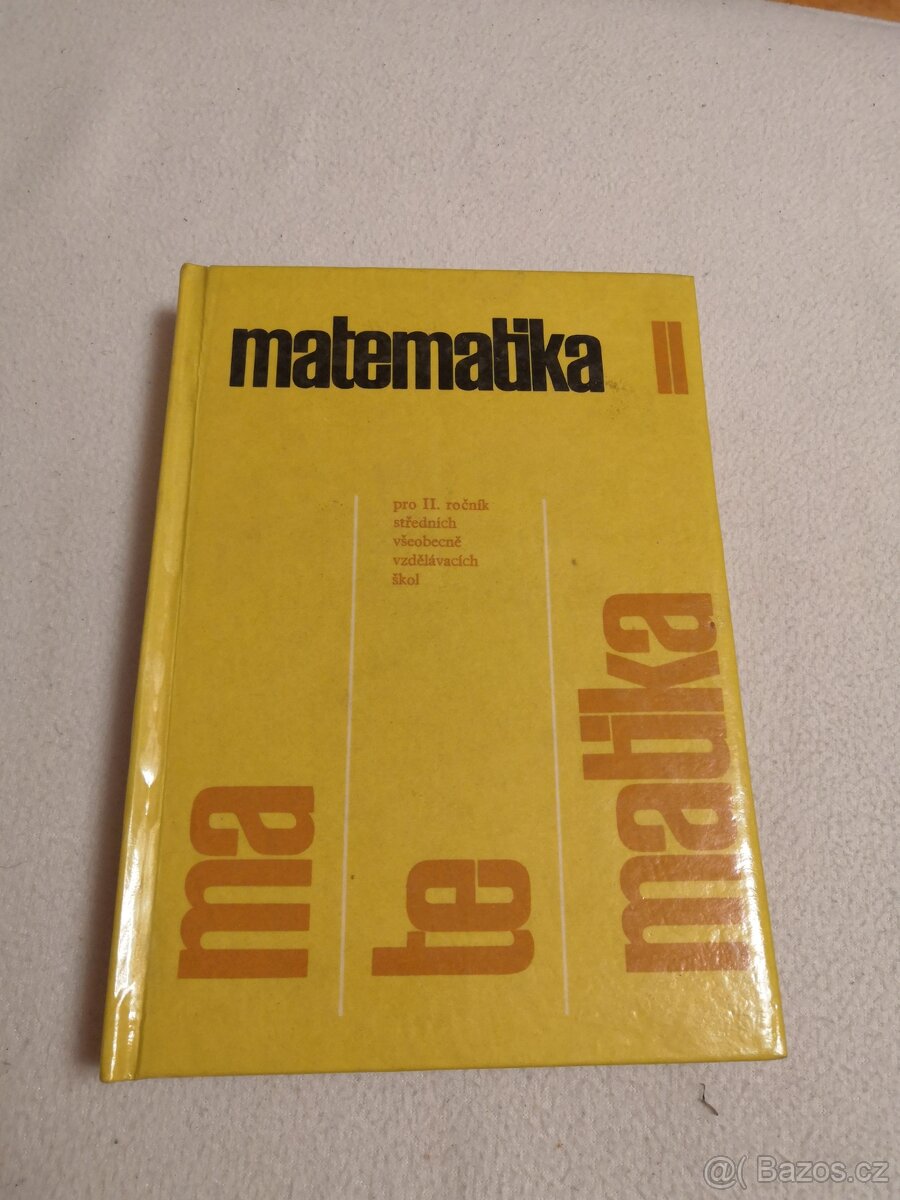 matematika II
pro II. ročník
středních
všeobecně
vzdělávacích
škol
ma
te
matika
@( Bazos.cz